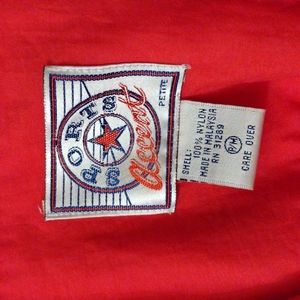 SPORTS
Accent
PETITE
SHELL:
100% NYLON
MADE IN MALAYSIA
RN 31289
P/M
CARE OVER